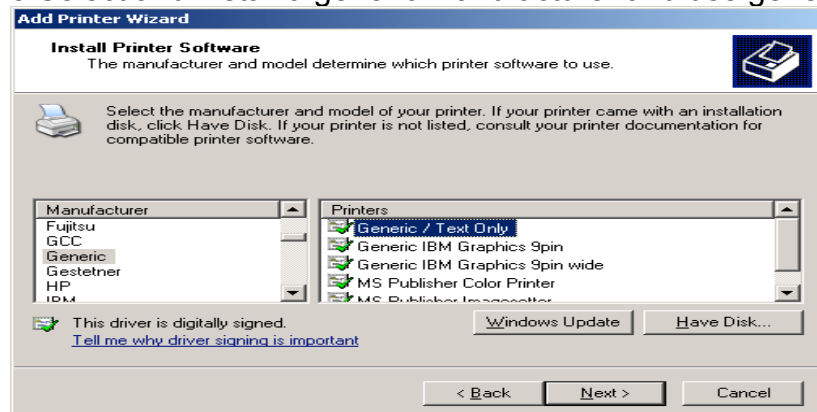 Add Printer Wizard
Install Printer Software
The manufacturer and model determine which printer software to use.
Select the manufacturer and model of your printer. If your printer came with an installation
disk, click Have Disk. If your printer is not listed, consult your printer documentation for
compatible printer software.
Manufacturer
Fujitsu
GCC
Generic
Gestetner
HP
IBM
Printers
Generic / Text Only
Generic IBM Graphics 9pin
Generic IBM Graphics 9pin wide
MS Publisher Color Printer
MS Publisher Imagesetter
This driver is digitally signed.
Tell me why driver signing is important
Windows Update
Have Disk...
< Back
Next >
Cancel